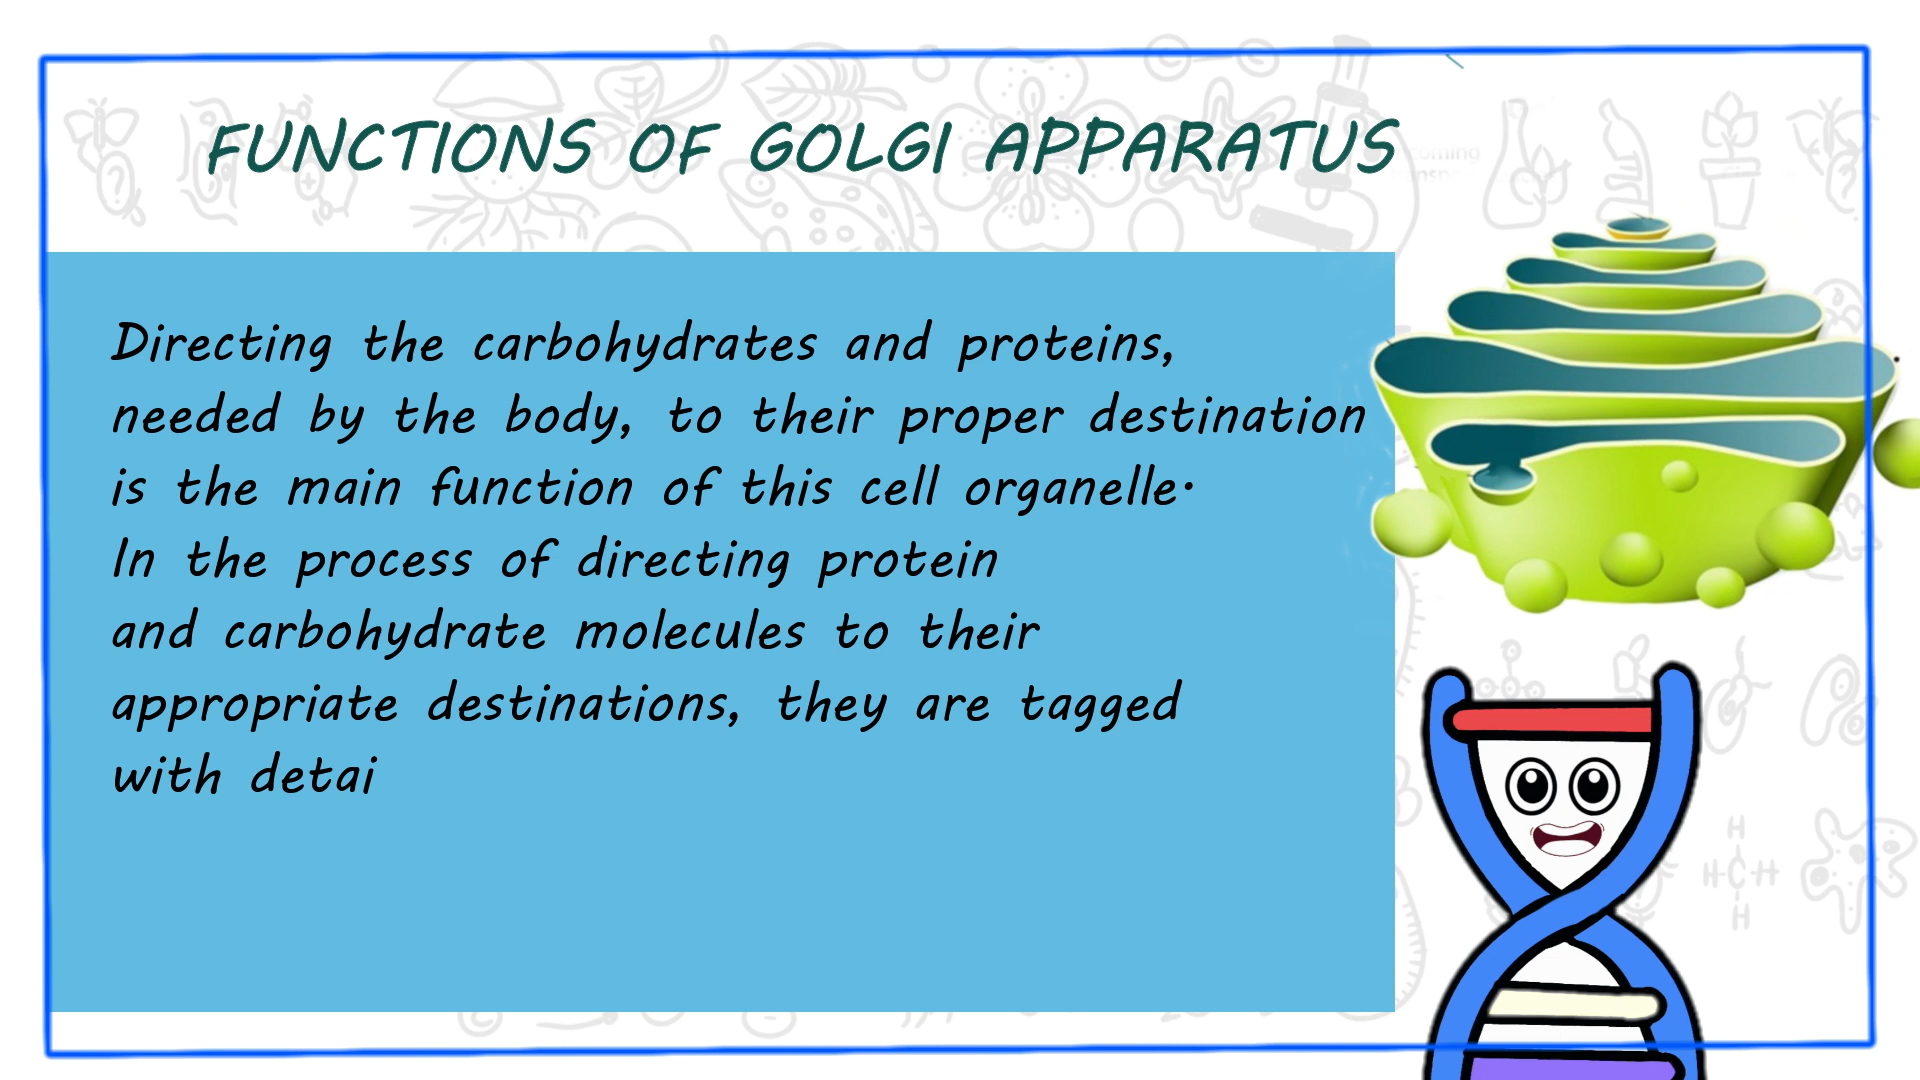 FUNCTIONS OF GOLGI APPARATUS
coming
Directing the carbohydrates and proteins,
needed by the body, to their proper destination
is the main function of this cell organelle.
In the process of directing protein
and carbohydrate molecules to their
appropriate destinations, they are tagged
with detai
H
H C H
H